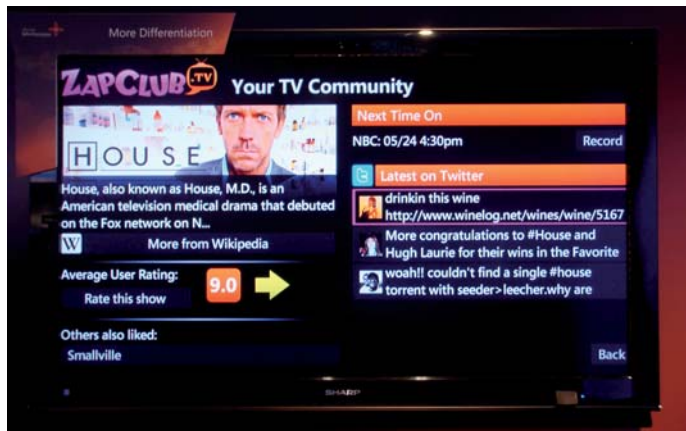 More Differentiation
ZAPCLUB.TV
Your TV Community
HOUSE
House, also known as House, M.D., is an
American television medical drama that debuted
on the Fox network on N...
W
More from Wikipedia
Average User Rating:
Rate this show
9.0
Others also liked:
Smallville
Next Time On
NBC: 05/24 4:30pm
Record
Latest on Twitter
drinkin this wine
http://www.winelog.net/wines/wine/5167
More congratulations to #House and
Hugh Laurie for their wins in the Favorite
woah!! couldn't find a single #house
torrent with seeder>leecher.why are
Back
SHARP